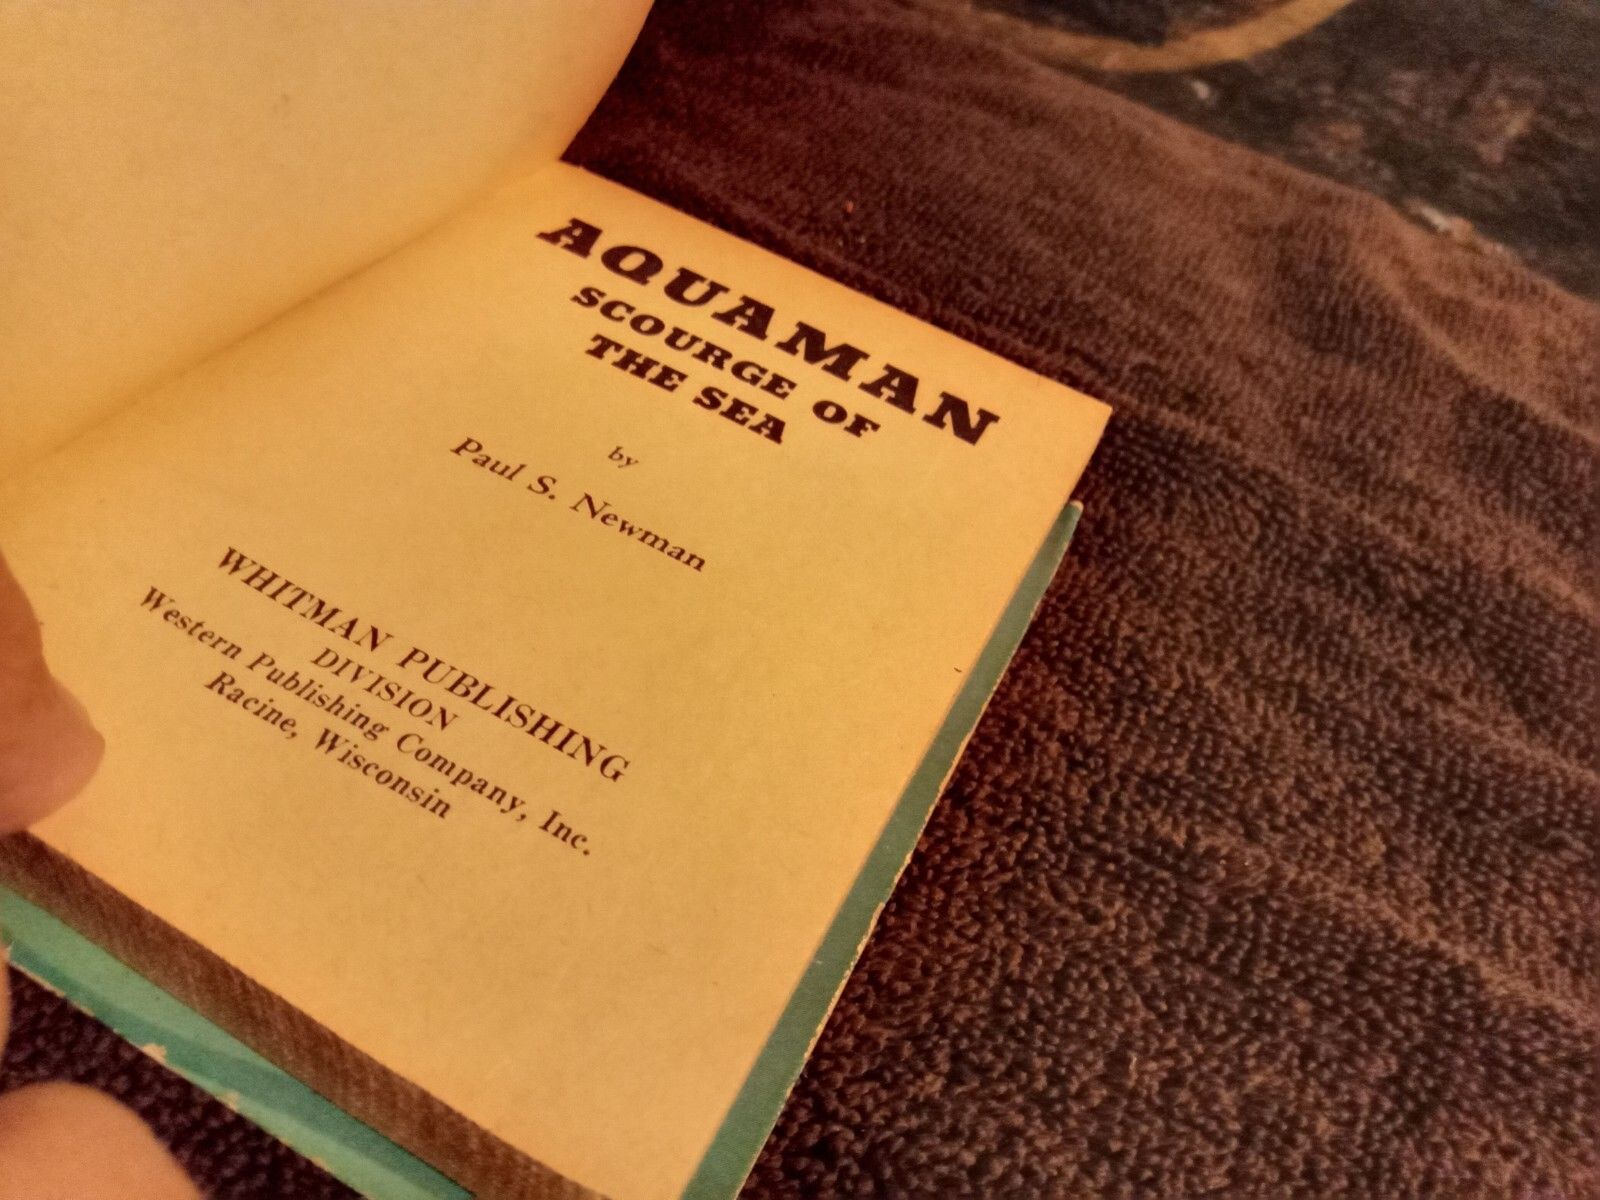 AQUAMAN
SCOURGE OF
THE SEA
by
Paul S. Newman
WHITMAN PUBLISHING
DIVISION
Western Publishing Company, Inc.
Racine, Wisconsin